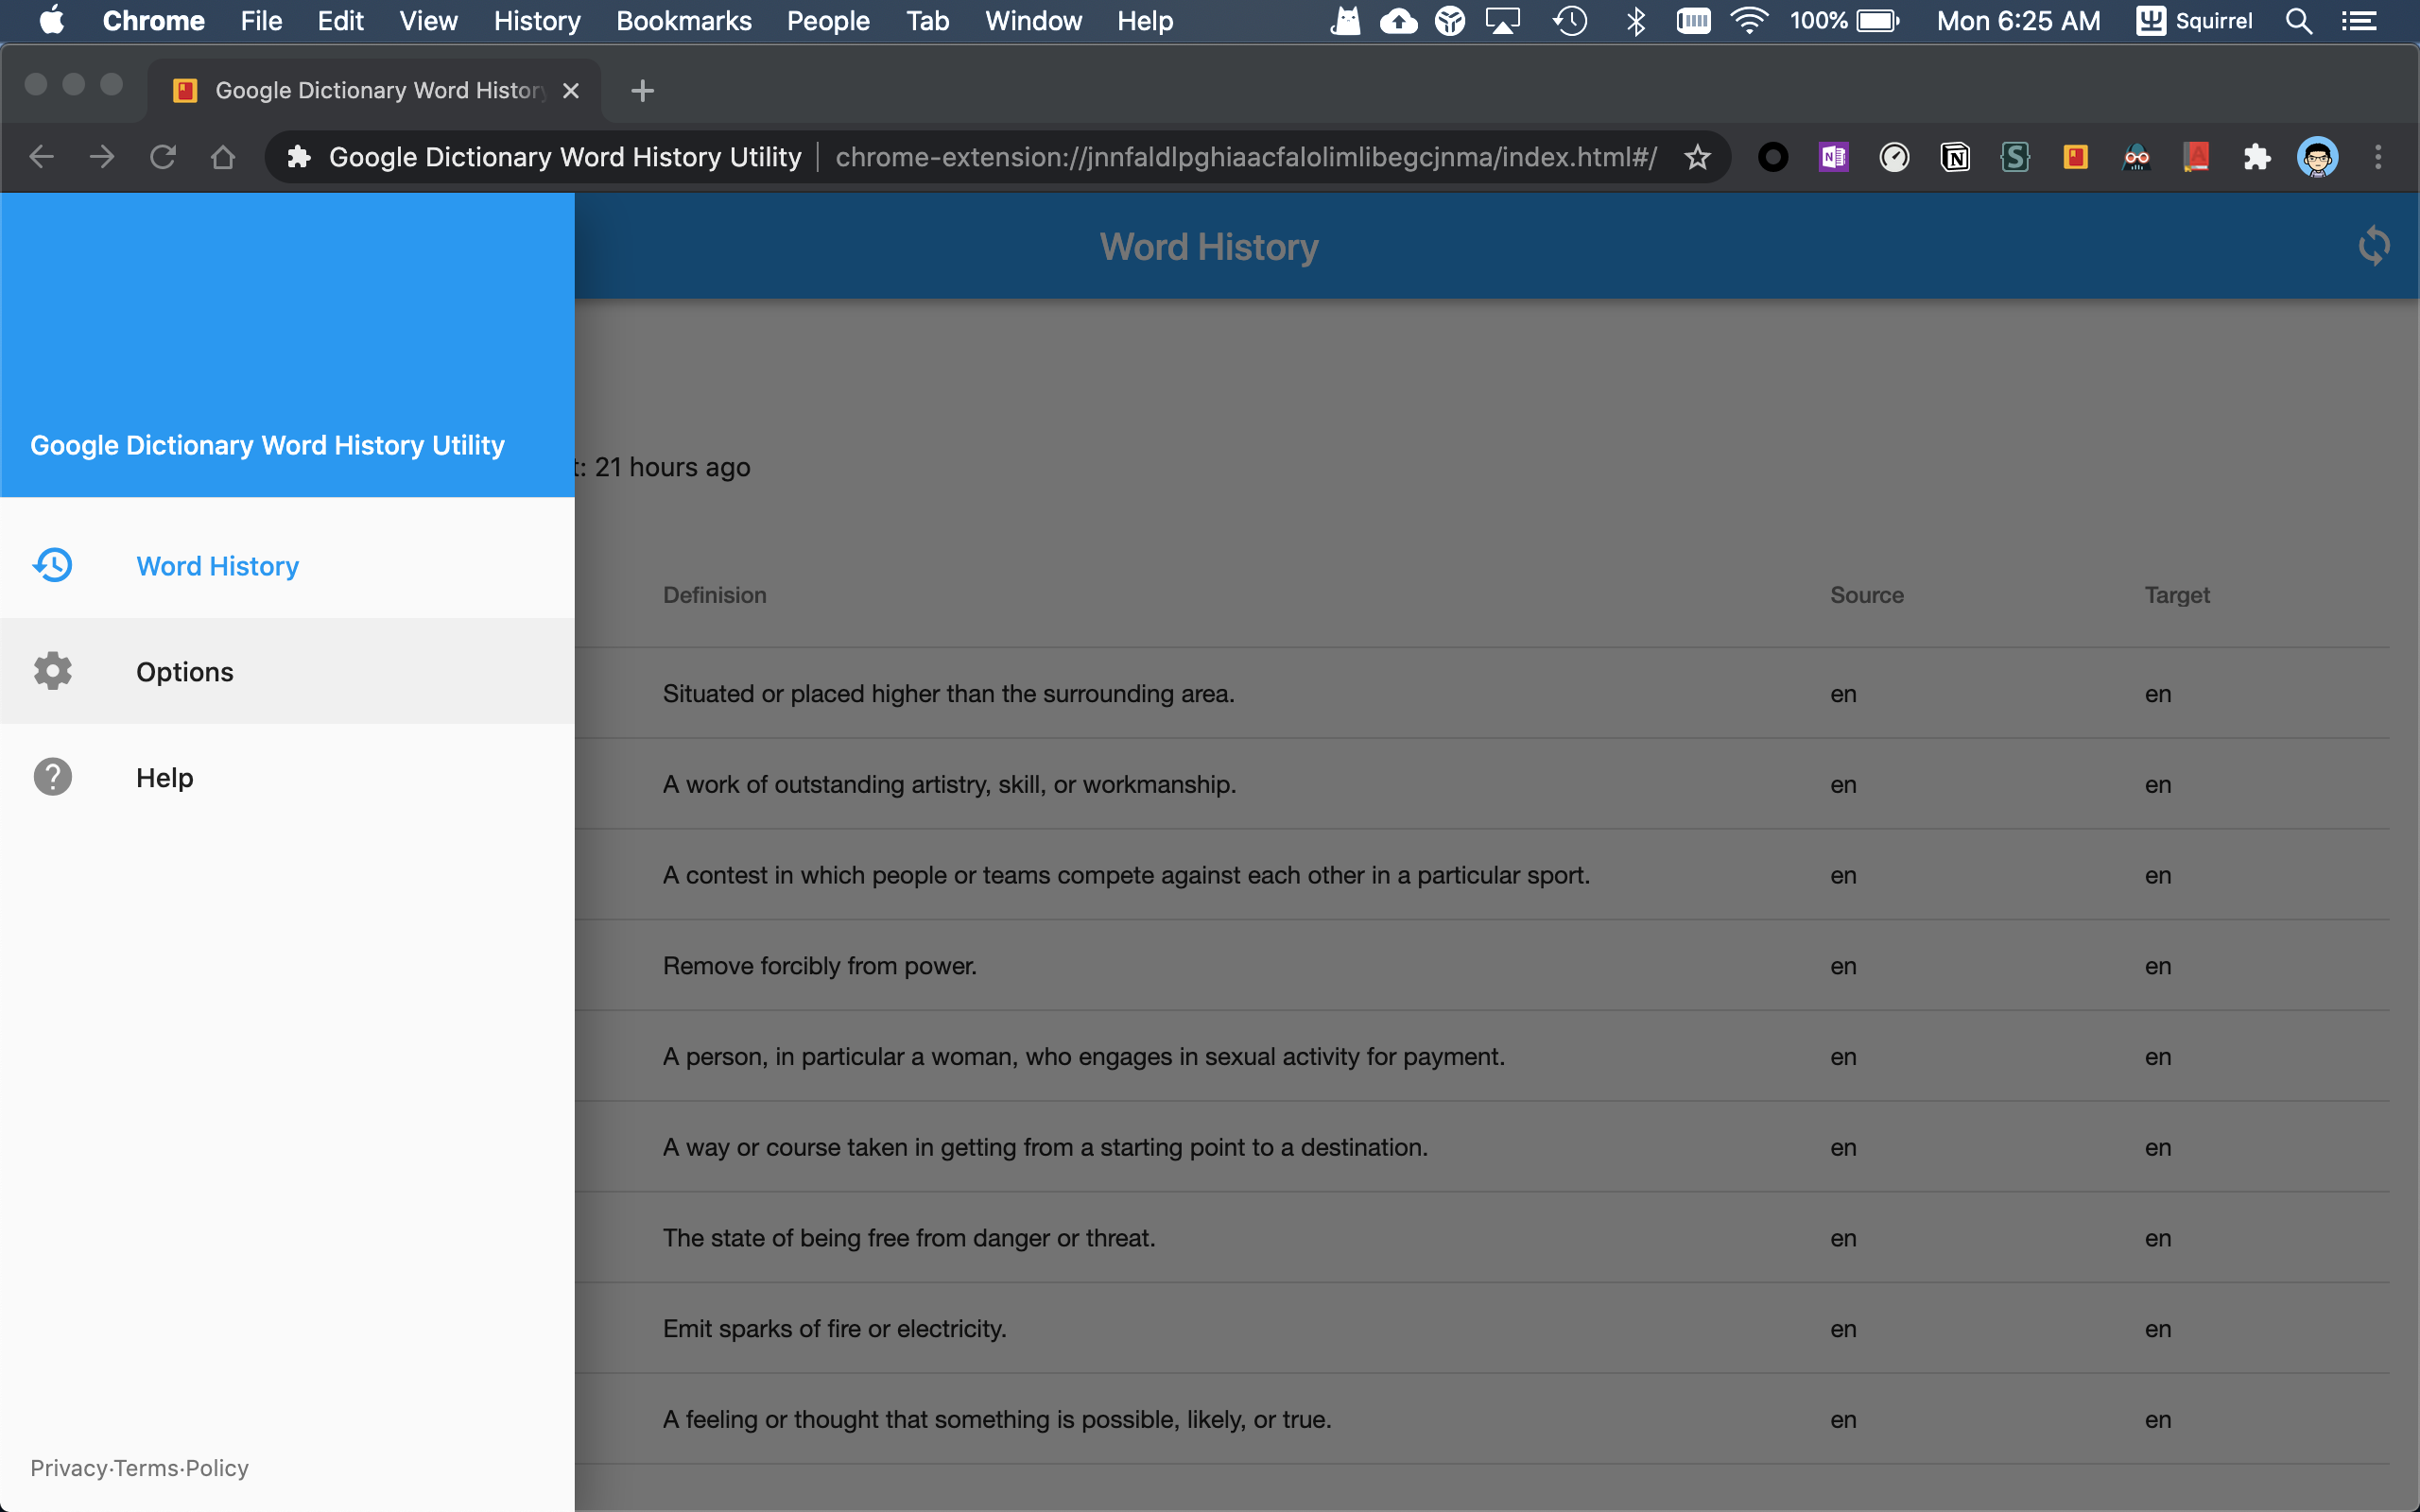 Chrome File Edit View History Bookmarks People Tab Window Help 100% Mon 6:25 AM Squirrel
Google Dictionary Word History
Google Dictionary Word History Utility chrome-extension://jnnfaldlpghiaacfalolimlibegcjnma/index.html#/
Word History
Google Dictionary Word History Utility
t: 21 hours ago
Word History
Options
Help
Privacy·Terms·Policy
Definision Source Target
Situated or placed higher than the surrounding area. en en
A work of outstanding artistry, skill, or workmanship. en en
A contest in which people or teams compete against each other in a particular sport. en en
Remove forcibly from power. en en
A person, in particular a woman, who engages in sexual activity for payment. en en
A way or course taken in getting from a starting point to a destination. en en
The state of being free from danger or threat. en en
Emit sparks of fire or electricity. en en
A feeling or thought that something is possible, likely, or true. en en